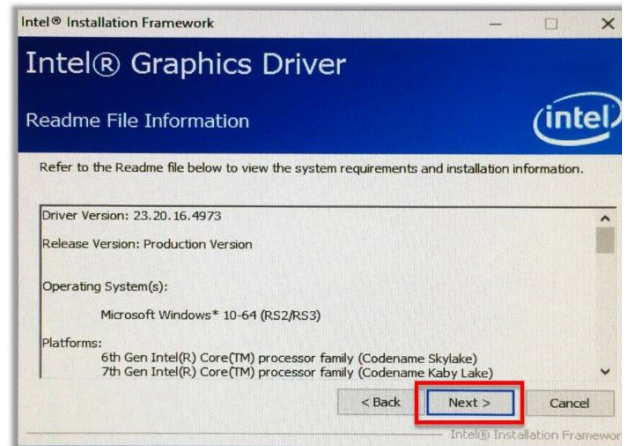 Intel® Installation Framework
Intel® Graphics Driver
Readme File Information
intel
Refer to the Readme file below to view the system requirements and installation information.
Driver Version: 23.20.16.4973
Release Version: Production Version
Operating System(s):
Microsoft Windows* 10-64 (RS2/RS3)
Platforms:
6th Gen Intel(R) Core(TM) processor family (Codename Skylake)
7th Gen Intel(R) Core(TM) processor family (Codename Kaby Lake)
< Back Next > Cancel
Intel® Installation Framewor